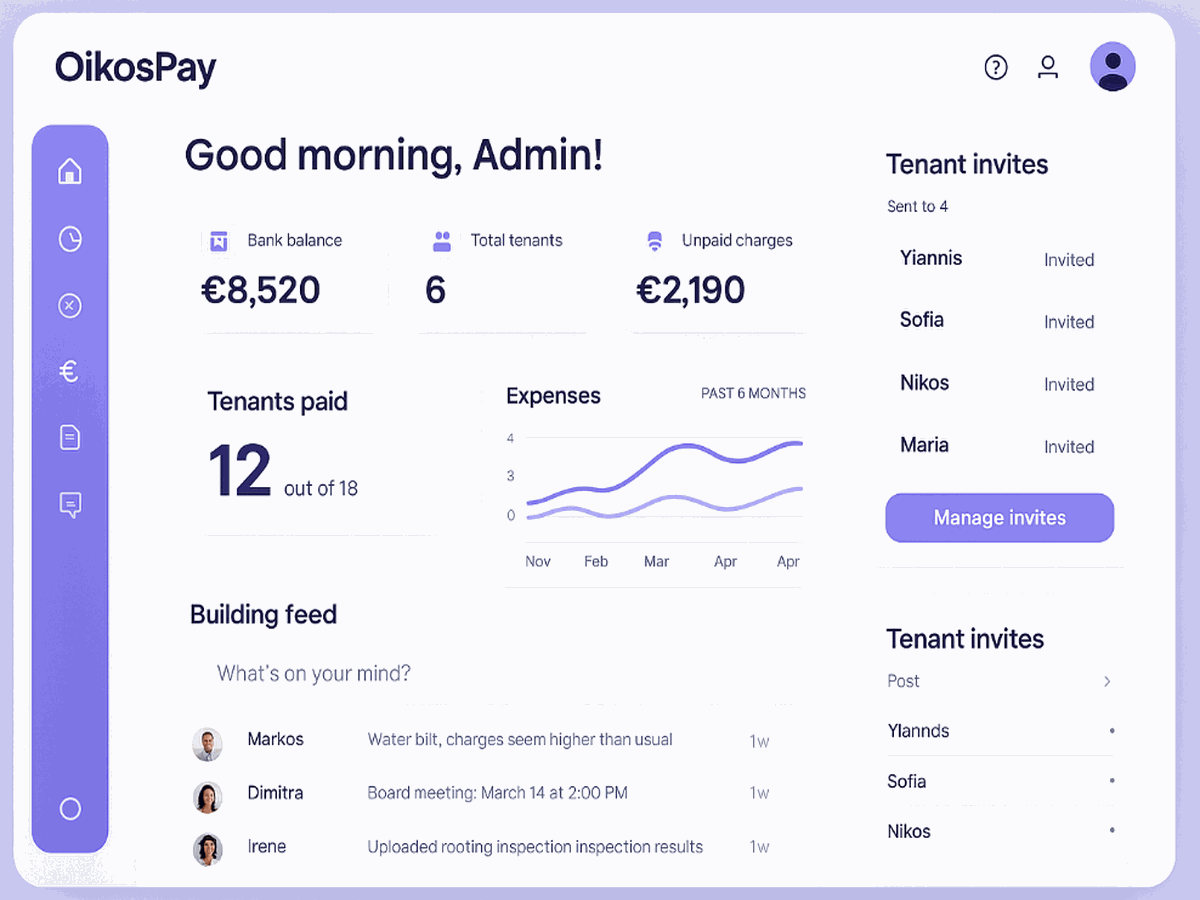 OikosPay
Good morning, Admin!
Bank balance
€8,520
Total tenants
6
Unpaid charges
€2,190
Tenants paid
12 out of 18
Expenses
PAST 6 MONTHS
4
3
0
Nov Feb Mar Apr Apr
Building feed
What's on your mind?
Markos Water bilt, charges seem higher than usual 1w
Dimitra Board meeting: March 14 at 2:00 PM 1w
Irene Uploaded rooting inspection inspection results 1w
Tenant invites
Sent to 4
Yiannis Invited
Sofia Invited
Nikos Invited
Maria Invited
Manage invites
Tenant invites
Post
Ylannds
Sofia
Nikos